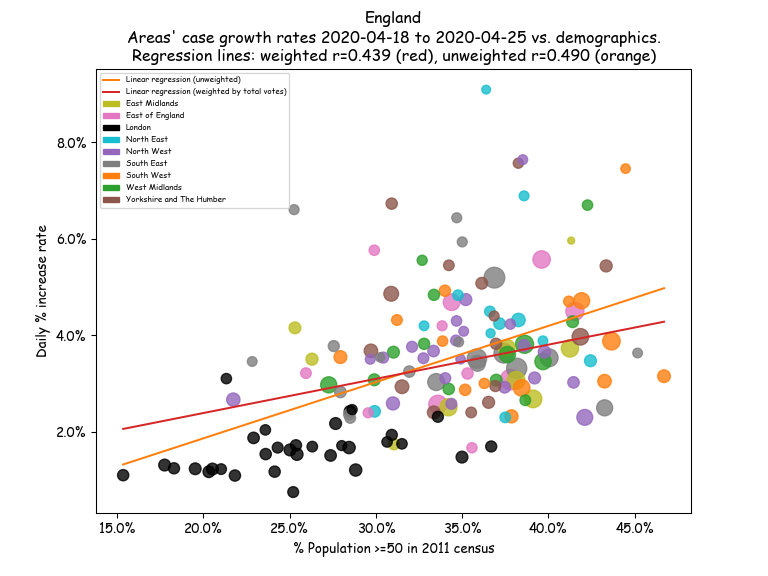 England
Areas' case growth rates 2020-04-18 to 2020-04-25 vs. demographics.
Regression lines: weighted r=0.439 (red), unweighted r=0.490 (orange)
Linear regression (unweighted)
Linear regression (weighted by total votes)
East Midlands
East of England
London
North East
North West
South East
South West
West Midlands
Yorkshire and The Humber
Daily % increase rate
8.0%
6.0%
4.0%
2.0%
15.0% 20.0% 25.0% 30.0% 35.0% 40.0% 45.0%
% Population >=50 in 2011 census